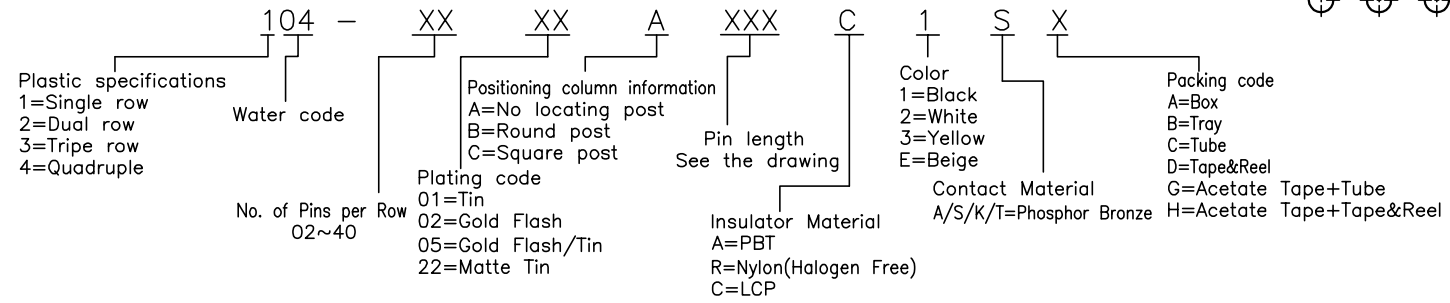 104 - XX XX A XXX C 1 S X
Plastic specifications
1=Single row
2=Dual row
3=Tripe row
4=Quadruple
Water code
No. of Pins per Row
02~40
Plating code
01=Tin
02=Gold Flash
05=Gold Flash/Tin
22=Matte Tin
Positioning column information
A=No locating post
B=Round post
C=Square post
Pin length
See the drawing
Insulator Material
A=PBT
R=Nylon(Halogen Free)
C=LCP
Color
1=Black
2=White
3=Yellow
E=Beige
Contact Material
A/S/K/T=Phosphor Bronze
Packing code
A=Box
B=Tray
C=Tube
D=Tape&Reel
G=Acetate Tape+Tube
H=Acetate Tape+Tape&Reel